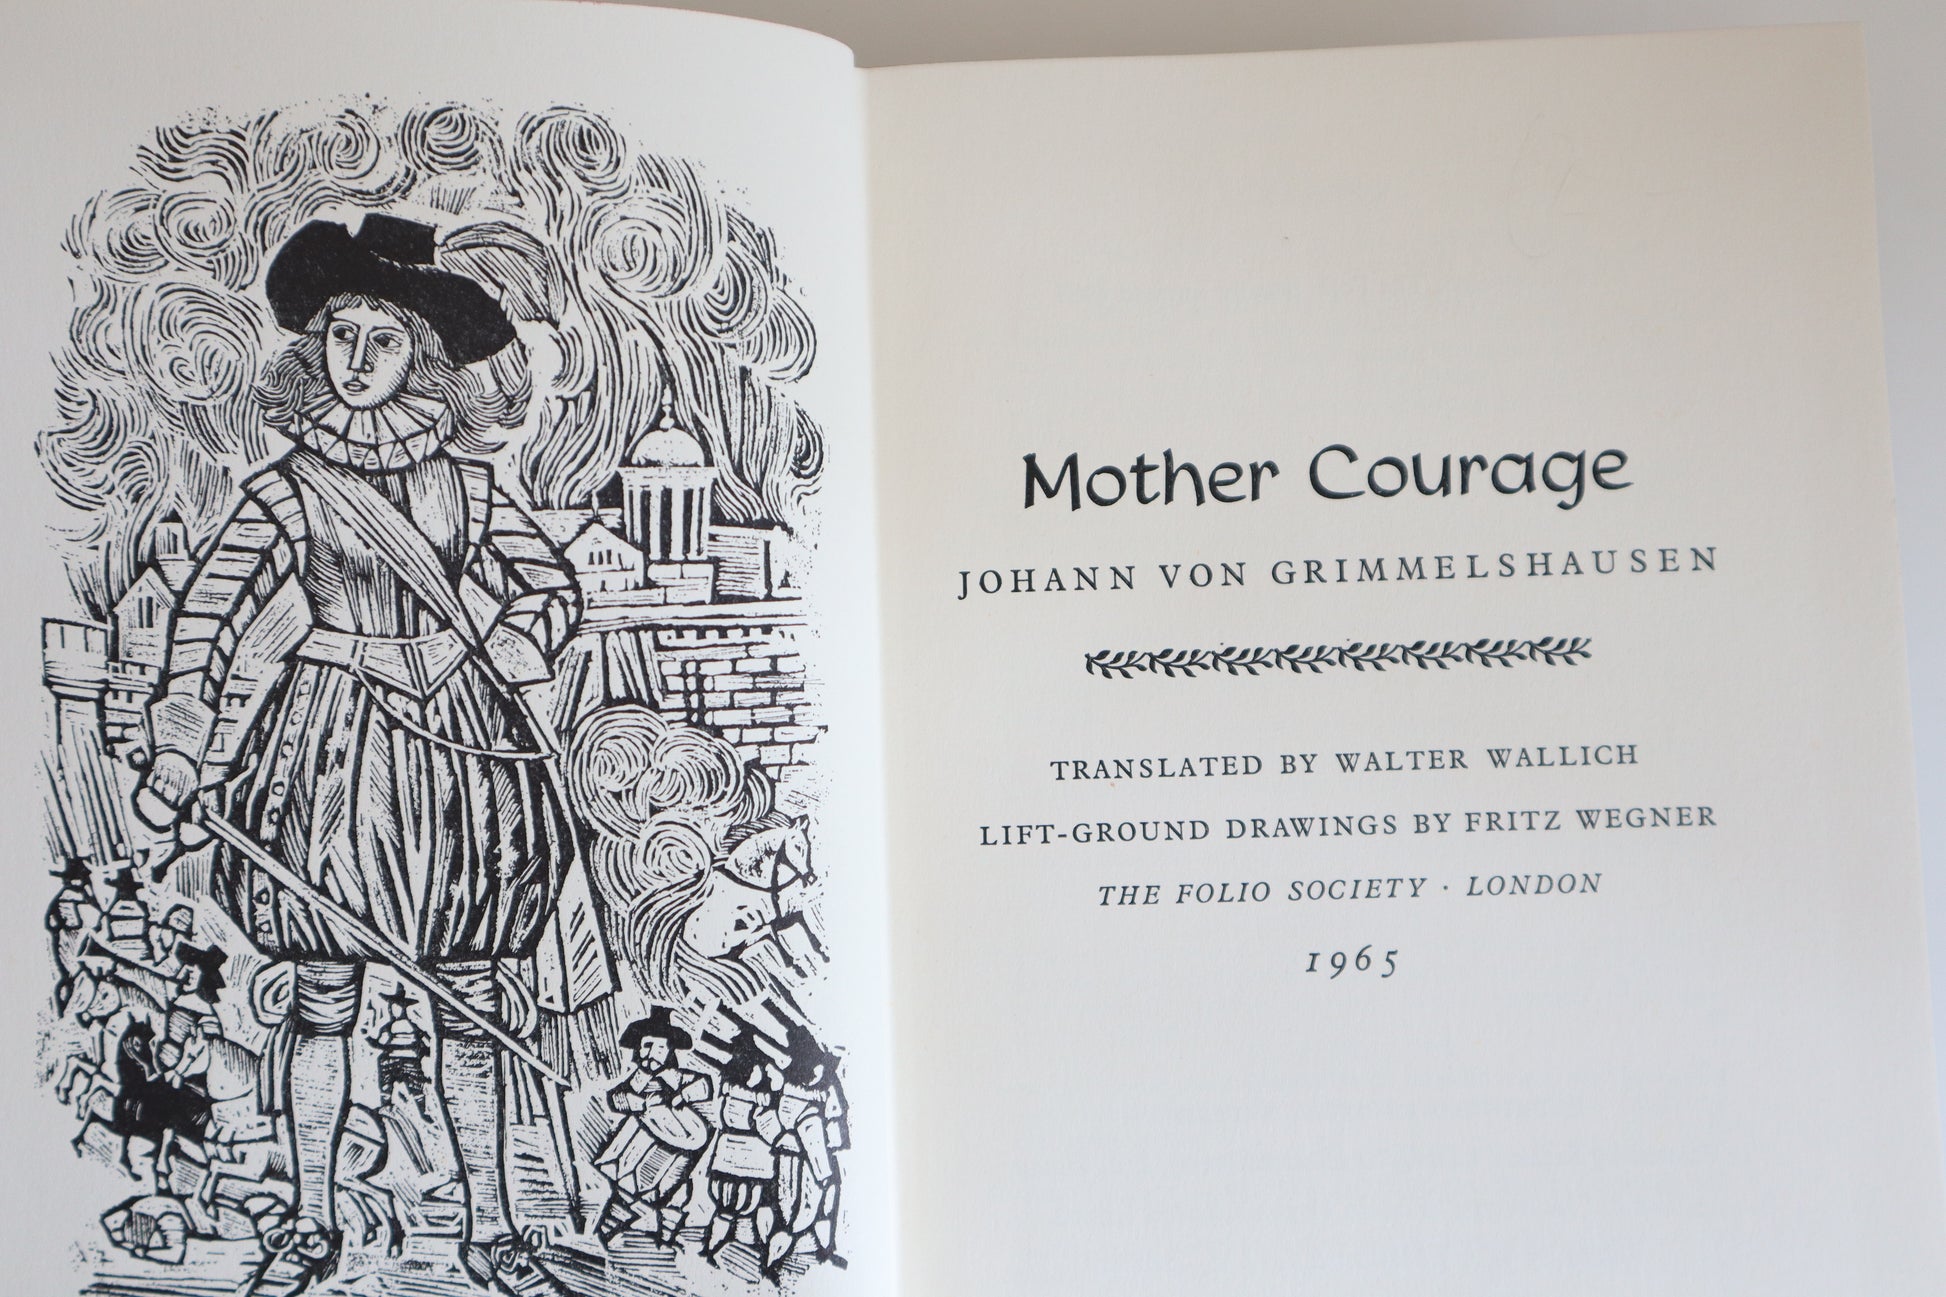 Mother Courage
JOHANN VON GRIMMELSHAUSEN
TRANSLATED BY WALTER WALLICH
LIFT-GROUND DRAWINGS BY FRITZ WEGNER
THE FOLIO SOCIETY · LONDON
1965